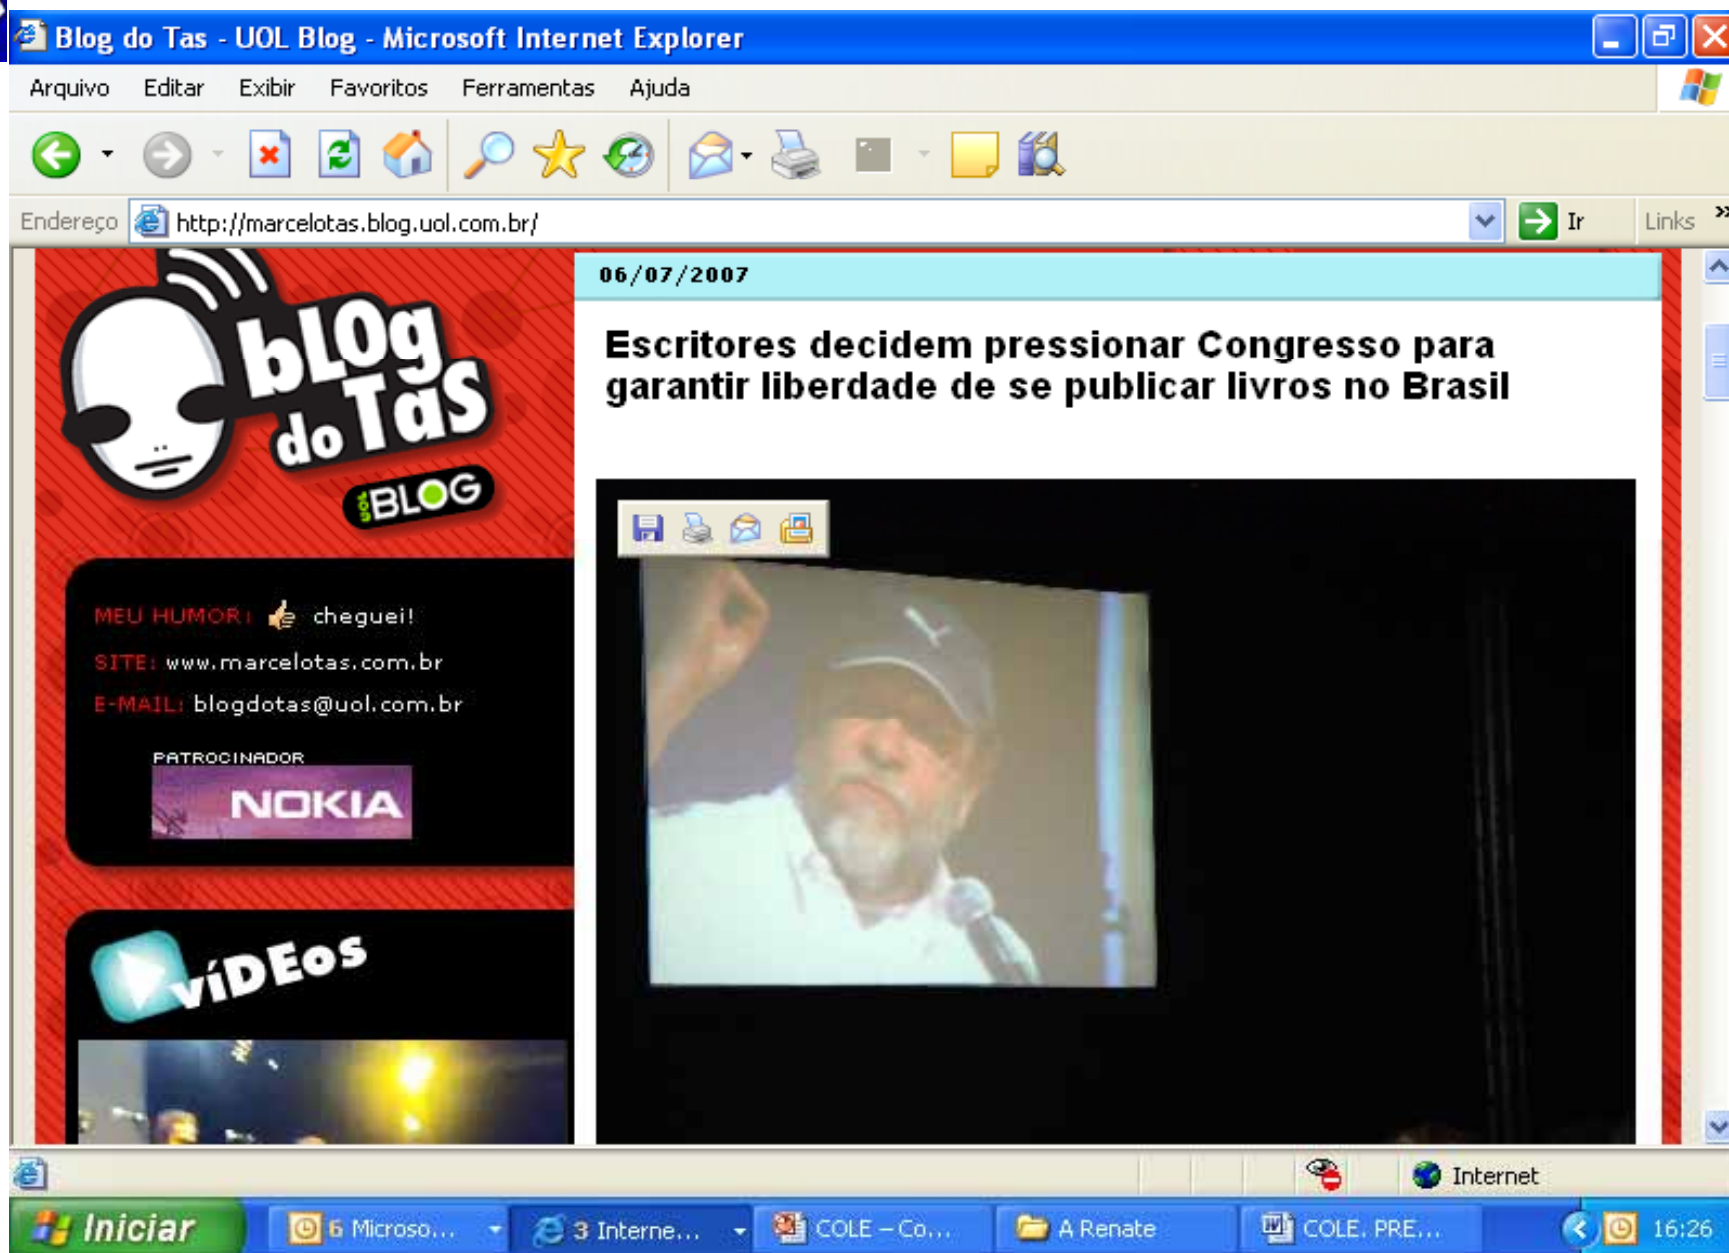 Blog do Tas - UOL Blog - Microsoft Internet Explorer
Arquivo Editar Exibir Favoritos Ferramentas Ajuda
Endereço http://marcelotas.blog.uol.com.br/ Ir Links »
06/07/2007
Escritores decidem pressionar Congresso para
garantir liberdade de se publicar livros no Brasil
bLOg
do TaS
UOL BLOG
MEU HUMOR: cheguei!
SITE: www.marcelotas.com.br
E-MAIL: blogdotas@uol.com.br
PATROCINADOR
NOKIA
víDEos
Internet
Iniciar 6 Microso... 3 Interne... COLE – Co... A Renate COLE. PRE... 16:26